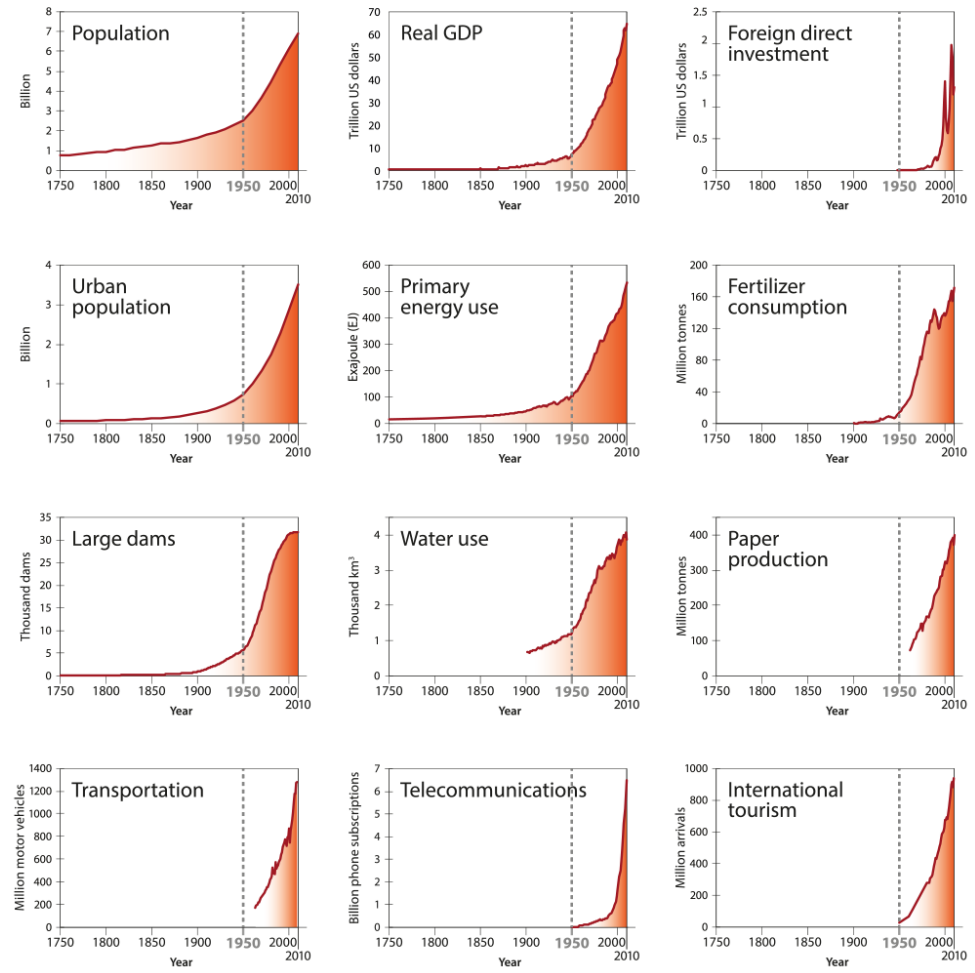 Population
Billion
8
7
6
5
4
3
2
1
0
1750 1800 1850 1900 1950 2000
2010
Year
Real GDP
Trillion US dollars
70
60
50
40
30
20
10
0
1750 1800 1850 1900 1950 2000
2010
Year
Foreign direct
investment
Trillion US dollars
2.5
2
1.5
1
0.5
0
1750 1800 1850 1900 1950 2000
2010
Year
Urban
population
Billion
4
3
2
1
0
1750 1800 1850 1900 1950 2000
2010
Year
Primary
energy use
Exajoule (EJ)
600
500
400
300
200
100
0
1750 1800 1850 1900 1950 2000
2010
Year
Fertilizer
consumption
Million tonnes
200
160
120
80
40
0
1750 1800 1850 1900 1950 2000
2010
Year
Large dams
Thousand dams
35
30
25
20
15
10
5
0
1750 1800 1850 1900 1950 2000
2010
Year
Water use
Thousand km³
4
3
2
1
0
1750 1800 1850 1900 1950 2000
2010
Year
Paper
production
Million tonnes
400
300
200
100
0
1750 1800 1850 1900 1950 2000
2010
Year
Transportation
Million motor vehicles
1400
1200
1000
800
600
400
200
0
1750 1800 1850 1900 1950 2000
2010
Year
Telecommunications
Billion phone subscriptions
7
6
5
4
3
2
1
0
1750 1800 1850 1900 1950 2000
2010
Year
International
tourism
Million arrivals
1000
800
600
400
200
0
1750 1800 1850 1900 1950 2000
2010
Year